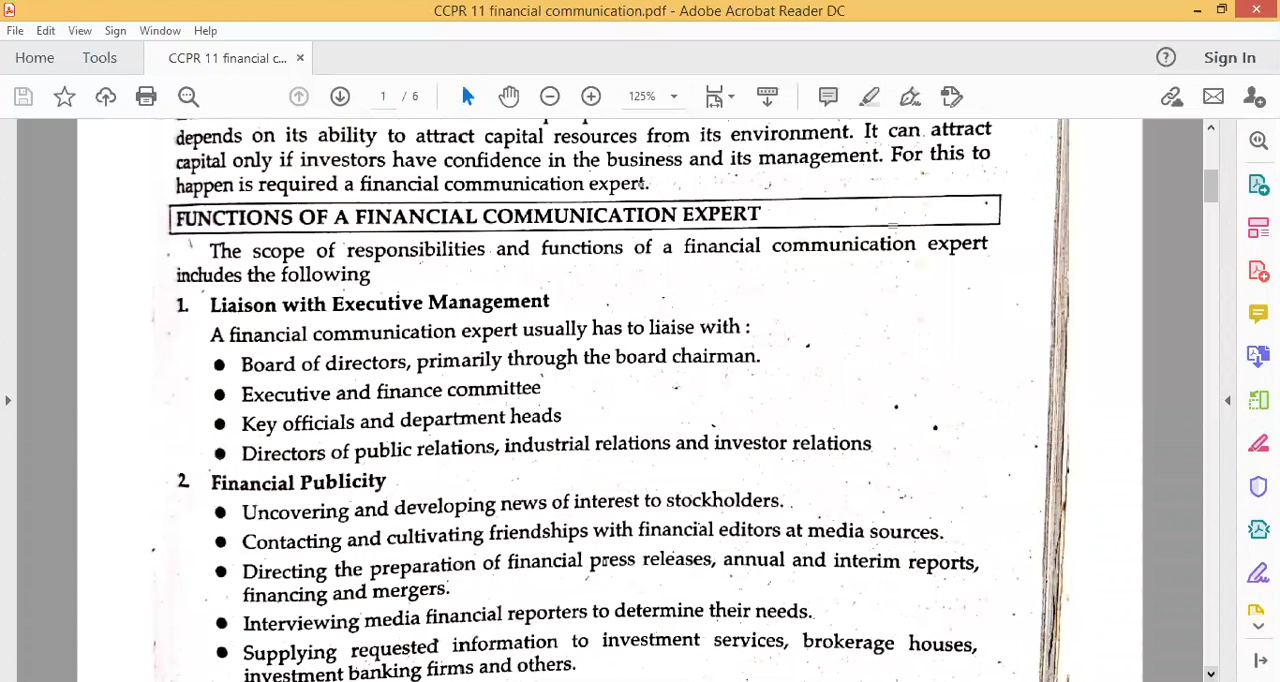 CCPR 11 financial communication.pdf - Adobe Acrobat Reader DC
File Edit View Sign Window Help
Home Tools CCPR 11 financial c... × Sign In
1 / 6 125%
depends on its ability to attract capital resources from its environment. It can attract
capital only if investors have confidence in the business and its management. For this to
happen is required a financial communication expert.
FUNCTIONS OF A FINANCIAL COMMUNICATION EXPERT
The scope of responsibilities and functions of a financial communication expert
includes the following
1. Liaison with Executive Management
A financial communication expert usually has to liaise with :
● Board of directors, primarily through the board chairman.
● Executive and finance committee
● Key officials and department heads
● Directors of public relations, industrial relations and investor relations
2. Financial Publicity
● Uncovering and developing news of interest to stockholders.
● Contacting and cultivating friendships with financial editors at media sources.
● Directing the preparation of financial press releases, annual and interim reports,
financing and mergers.
● Interviewing media financial reporters to determine their needs.
● Supplying requested information to investment services, brokerage houses,
investment banking firms and others.